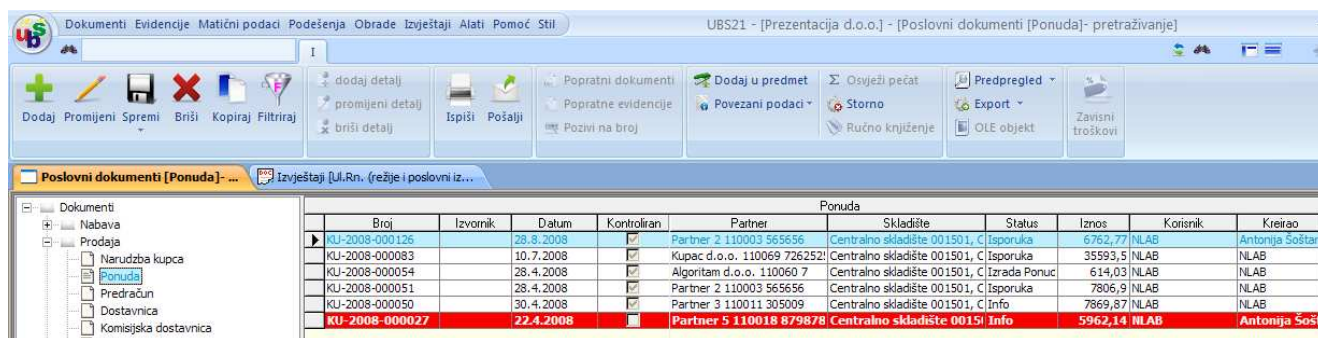 ubs Dokumenti Evidencije Matični podaci Podešenja Obrade Izvještaji Alati Pomoć Stil UBS21 - [Prezentacija d.o.o.] - [Poslovni dokumenti [Ponuda]- pretraživanje]
I
dodaj detalj Popratni dokumenti Dodaj u predmet Σ Osvježi pečat Predpregled
Dodaj Promijeni Spremi Briši Kopiraj Filtriraj promijeni detalj Ispiši Pošalji Popratne evidencije Povezani podaci Storno Export Zavisni troškovi
briši detalj Pozivi na broj Ručno knjiženje OLE objekt
Poslovni dokumenti [Ponuda]- ... Izvještaji [Ul.Rn. (režije i poslovni iz...
Dokumenti
Nabava
Prodaja
Narudzba kupca
Ponuda
Predračun
Dostavnica
Komisijska dostavnica
Ponuda
Broj Izvornik Datum Kontroliran Partner Skladište Status Iznos Korisnik Kreirao
KU-2008-000126 28.8.2008 Partner 2 110003 565656 Centralno skladište 001501, C Isporuka 6762,77 NLAB Antonija Šoštar
KU-2008-000083 10.7.2008 Kupac d.o.o. 110069 726252 Centralno skladište 001501, C Isporuka 35593,5 NLAB NLAB
KU-2008-000054 28.4.2008 Algoritam d.o.o. 110060 7 Centralno skladište 001501, C Izrada Ponuc 614,03 NLAB NLAB
KU-2008-000051 28.4.2008 Partner 2 110003 565656 Centralno skladište 001501, C Isporuka 7806,9 NLAB NLAB
KU-2008-000050 30.4.2008 Partner 3 110011 305009 Centralno skladište 001501, C Info 7869,87 NLAB NLAB
KU-2008-000027 22.4.2008 Partner 5 110018 879878 Centralno skladište 0015 Info 5962,14 NLAB Antonija Šošt